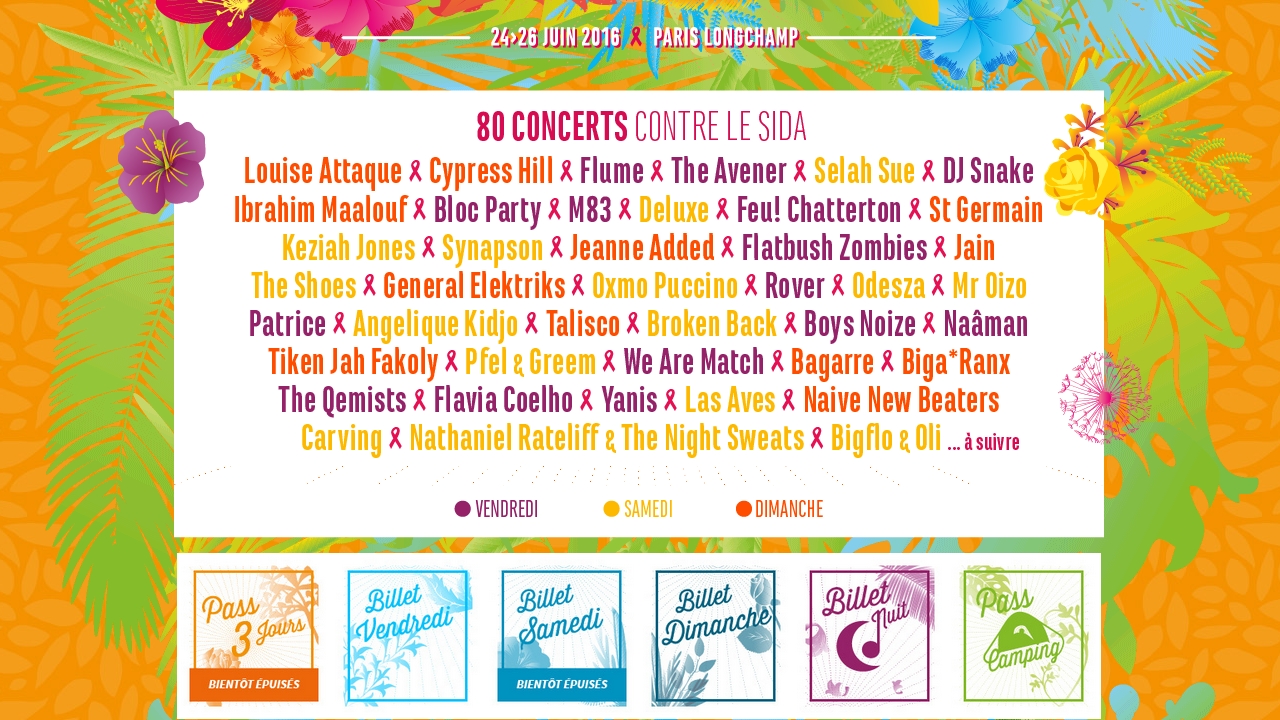 24>26 JUIN 2016 PARIS LONGCHAMP
80 CONCERTS CONTRE LE SIDA
Louise Attaque Cypress Hill Flume The Avener Selah Sue DJ Snake
Ibrahim Maalouf Bloc Party M83 Deluxe Feu! Chatterton St Germain
Keziah Jones Synapson Jeanne Added Flatbush Zombies Jain
The Shoes General Elektriks Oxmo Puccino Rover Odesza Mr Oizo
Patrice Angelique Kidjo Talisco Broken Back Boys Noize Naâman
Tiken Jah Fakoly Pfel & Greem We Are Match Bagarre Biga*Ranx
The Qemists Flavia Coelho Yanis Las Aves Naive New Beaters
Carving Nathaniel Rateliff & The Night Sweats Bigflo & Oli ... à suivre
VENDREDI SAMEDI DIMANCHE
Pass 3 Jours
BIENTÔT ÉPUISÉS
Billet Vendredi
Billet Samedi
BIENTÔT ÉPUISÉS
Billet Dimanche
Billet Nuit
Pass Camping